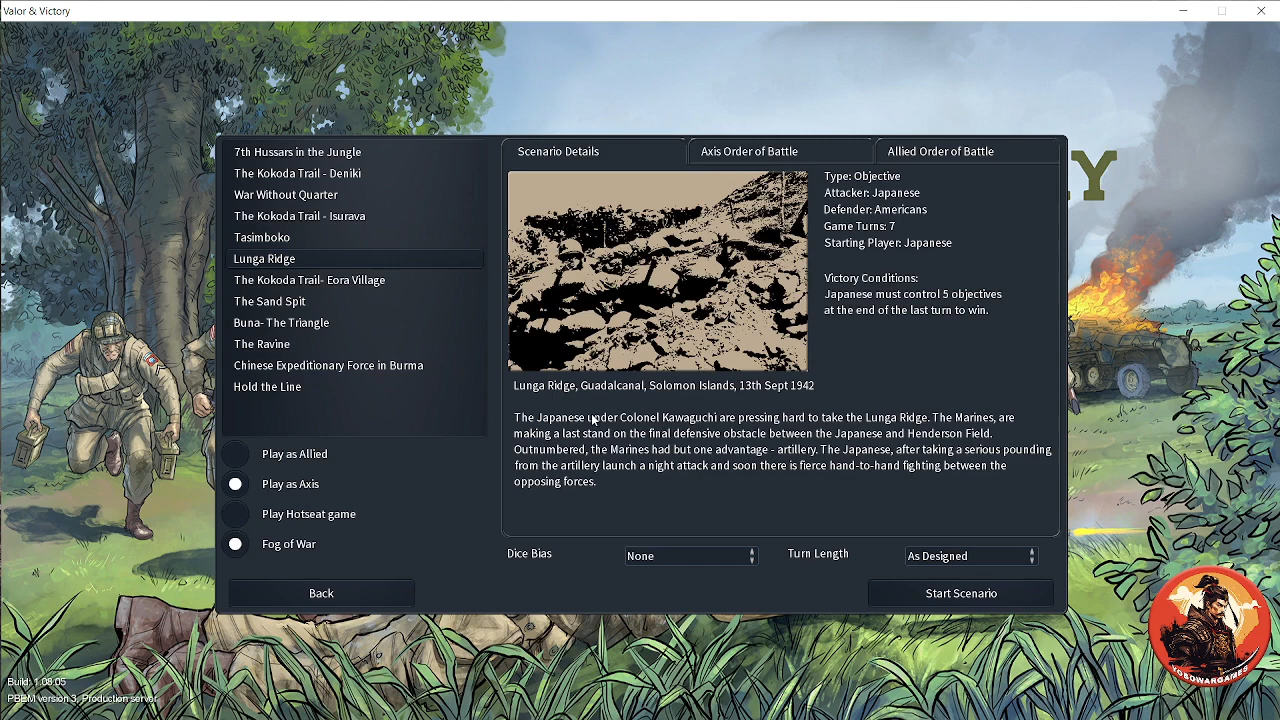 Valor & Victory
Y
7th Hussars in the Jungle
The Kokoda Trail - Deniki
War Without Quarter
The Kokoda Trail - Isurava
Tasimboko
Lunga Ridge
The Kokoda Trail- Eora Village
The Sand Spit
Buna- The Triangle
The Ravine
Chinese Expeditionary Force in Burma
Hold the Line
Play as Allied
Play as Axis
Play Hotseat game
Fog of War
Back
Scenario Details
Axis Order of Battle
Allied Order of Battle
Type: Objective
Attacker: Japanese
Defender: Americans
Game Turns: 7
Starting Player: Japanese
Victory Conditions:
Japanese must control 5 objectives
at the end of the last turn to win.
Lunga Ridge, Guadalcanal, Solomon Islands, 13th Sept 1942
The Japanese under Colonel Kawaguchi are pressing hard to take the Lunga Ridge. The Marines, are
making a last stand on the final defensive obstacle between the Japanese and Henderson Field.
Outnumbered, the Marines had but one advantage - artillery. The Japanese, after taking a serious pounding
from the artillery launch a night attack and soon there is fierce hand-to-hand fighting between the
opposing forces.
Dice Bias
None
Turn Length
As Designed
Start Scenario
Build: 1.08.05
PBEM version 3, Production server